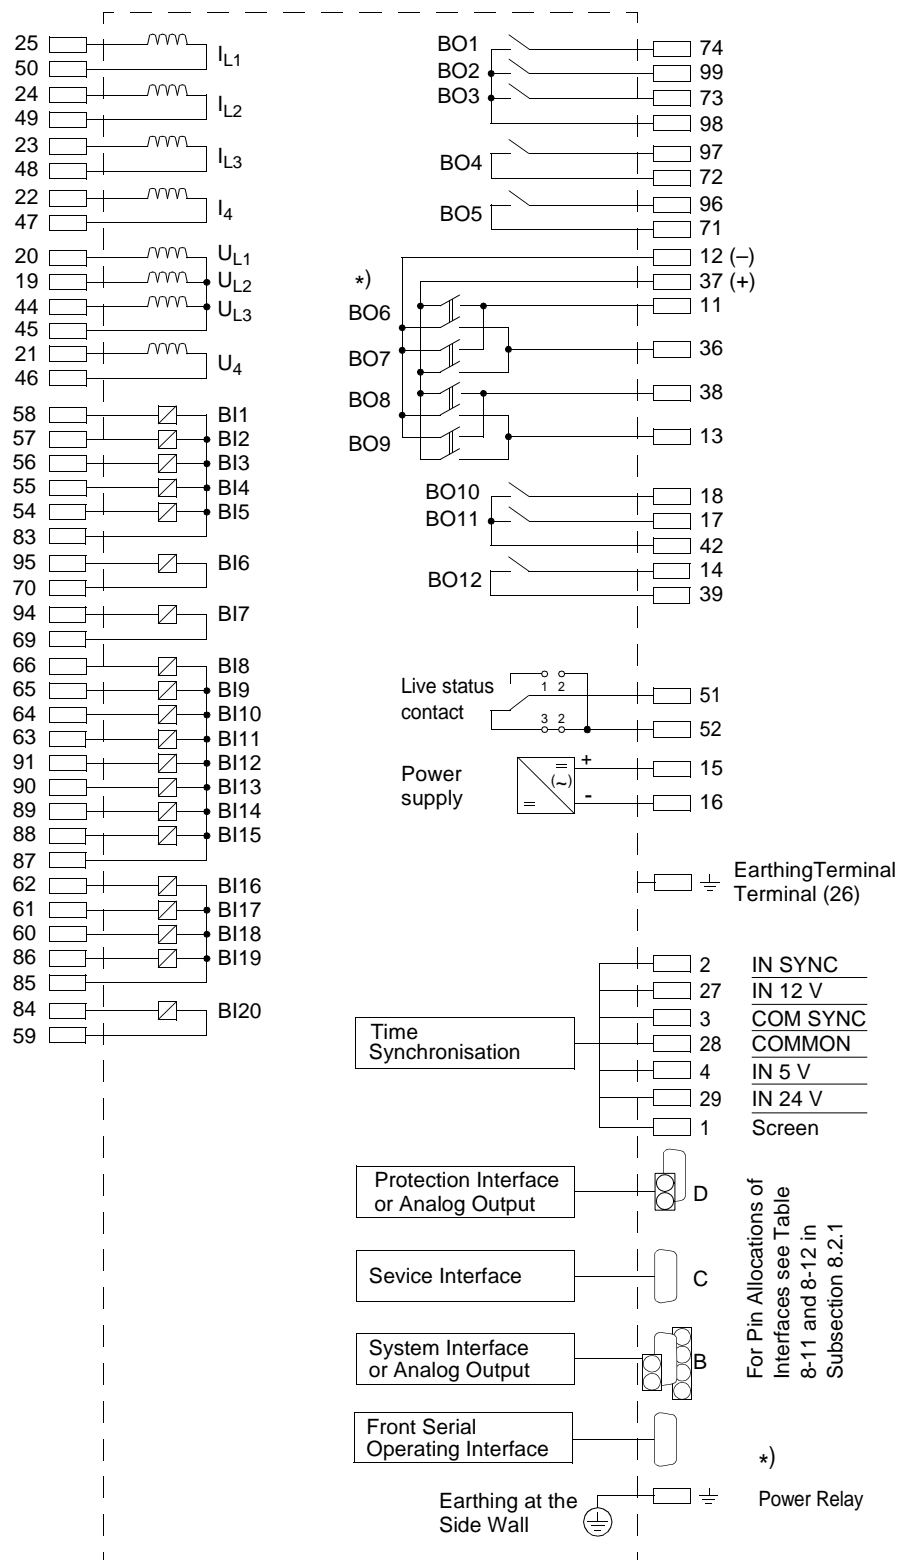 25
50
I L1
24
49
I L2
23
48
I L3
22
47
I 4
20
U L1
19
U L2
44
U L3
45
21
46
U 4
58
BI1
57
BI2
56
BI3
55
BI4
54
BI5
83
95
BI6
70
94
BI7
69
66
BI8
65
BI9
64
BI10
63
BI11
91
BI12
90
BI13
89
BI14
88
BI15
87
62
BI16
61
BI17
60
BI18
86
BI19
85
84
BI20
59
BO1
74
BO2
99
BO3
73
98
BO4
97
72
BO5
96
71
12 (–)
*)
37 (+)
BO6
11
BO7
36
BO8
38
BO9
13
BO10
18
BO11
17
42
BO12
14
39
Live status
contact
1 2
3 2
51
52
Power
supply
=
(~)
=
+
-
15
16
EarthingTerminal
Terminal (26)
Time
Synchronisation
2 IN SYNC
27 IN 12 V
3 COM SYNC
28 COMMON
4 IN 5 V
29 IN 24 V
1 Screen
Protection Interface
or Analog Output
D
Sevice Interface
C
System Interface
or Analog Output
B
For Pin Allocations of
Interfaces see Table
8-11 and 8-12 in
Subsection 8.2.1
Front Serial
Operating Interface
*)
Power Relay
Earthing at the
Side Wall